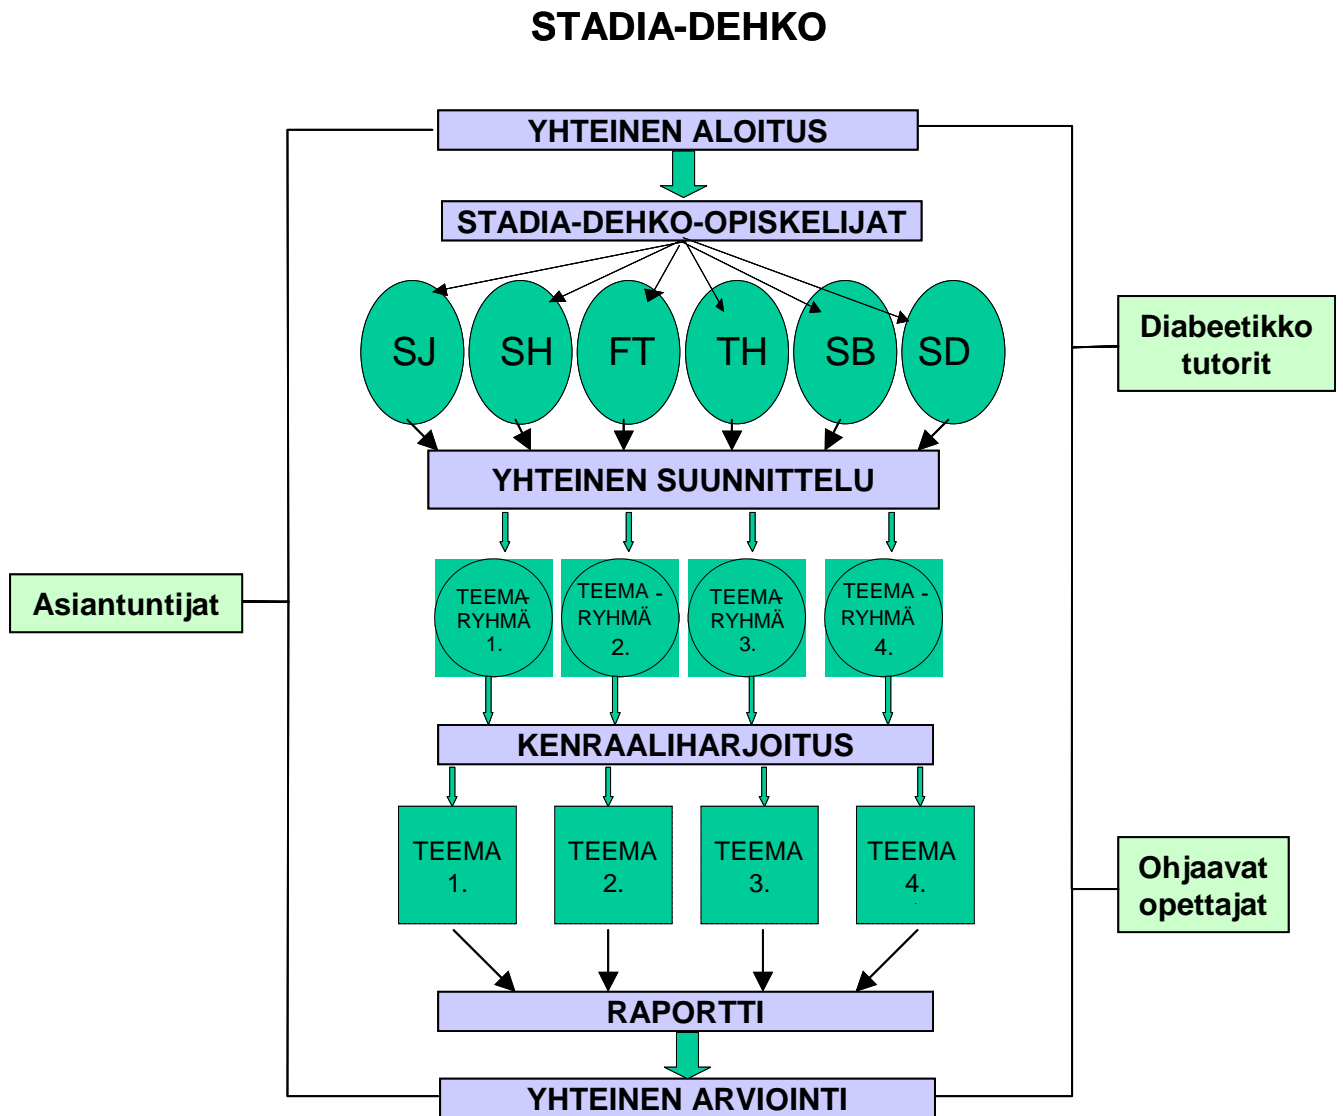 STADIA-DEHKO
YHTEINEN ALOITUS
STADIA-DEHKO-OPISKELIJAT
SJ
SH
FT
TH
SB
SD
Diabeetikko
tutorit
YHTEINEN SUUNNITTELU
Asiantuntijat
TEEMA-
RYHMÄ
1.
TEEMA -
RYHMÄ
2.
TEEMA-
RYHMÄ
3.
TEEMA -
RYHMÄ
4.
KENRAALIHARJOITUS
TEEMA
1.
TEEMA
2.
TEEMA
3.
TEEMA
4.
Ohjaavat
opettajat
RAPORTTI
YHTEINEN ARVIOINTI